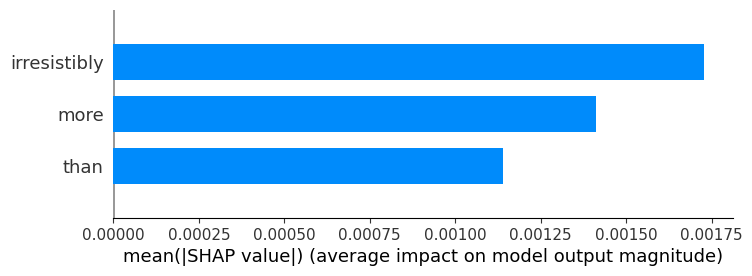 irresistibly
more
than
0.00000 0.00025 0.00050 0.00075 0.00100 0.00125 0.00150 0.00175
mean(|SHAP value|) (average impact on model output magnitude)